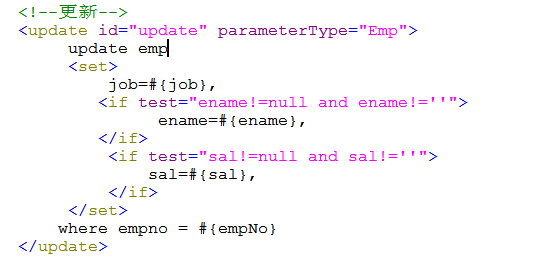 <!--更新-->
<update id="update" parameterType="Emp">
update emp
<set>
job=#{job},
<if test="ename!=null and ename!=''">
ename=#{ename},
</if>
<if test="sal!=null and sal!=''">
sal=#{sal},
</if>
</set>
where empno = #{empNo}
</update>